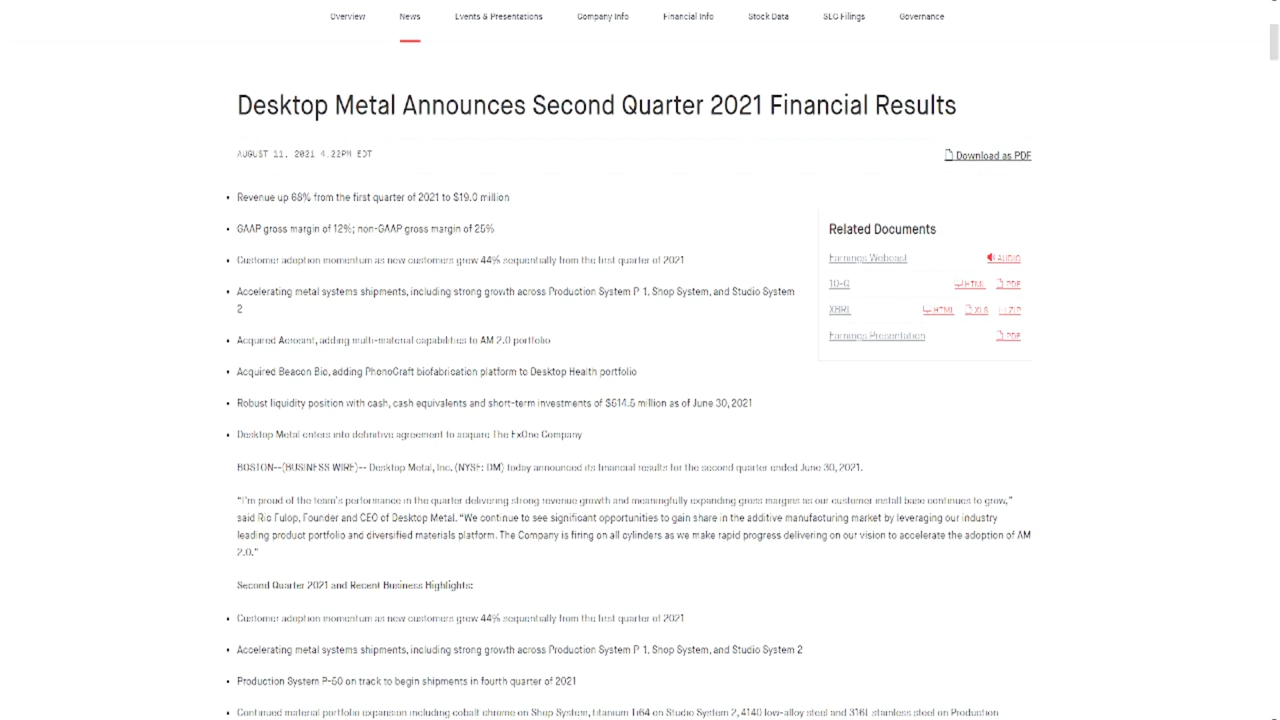 Overview News Events & Presentations Company Info Financial Info Stock Data SEC Filings Governance
Desktop Metal Announces Second Quarter 2021 Financial Results
AUGUST 11, 2021 4:22PM EDT
Download as PDF
• Revenue up 68% from the first quarter of 2021 to $19.0 million
• GAAP gross margin of 12%; non-GAAP gross margin of 25%
• Customer adoption momentum as new customers grew 44% sequentially from the first quarter of 2021
• Accelerating metal systems shipments, including strong growth across Production System P-1, Shop System, and Studio System
2
• Acquired Aerosint, adding multi-material capabilities to AM 2.0 portfolio
• Acquired Beacon Bio, adding PhonoGraft biofabrication platform to Desktop Health portfolio
• Robust liquidity position with cash, cash equivalents and short-term investments of $614.5 million as of June 30, 2021
• Desktop Metal enters into definitive agreement to acquire The ExOne Company
Related Documents
Earnings Webcast AUDIO
10-Q HTML PDF
XBRL HTML XLS ZIP
Earnings Presentation PDF
BOSTON--(BUSINESS WIRE)-- Desktop Metal, Inc. (NYSE: DM) today announced its financial results for the second quarter ended June 30, 2021.
“I’m proud of the team’s performance in the quarter delivering strong revenue growth and meaningfully expanding gross margins as our customer install base continues to grow,”
said Ric Fulop, Founder and CEO of Desktop Metal. “We continue to see significant opportunities to gain share in the additive manufacturing market by leveraging our industry
leading product portfolio and diversified materials platform. The Company is firing on all cylinders as we make rapid progress delivering on our vision to accelerate the adoption of AM
2.0.”
Second Quarter 2021 and Recent Business Highlights:
• Customer adoption momentum as new customers grew 44% sequentially from the first quarter of 2021
• Accelerating metal systems shipments, including strong growth across Production System P-1, Shop System, and Studio System 2
• Production System P-50 on track to begin shipments in fourth quarter of 2021
• Continued material portfolio expansion including cobalt chrome on Shop System, titanium Ti64 on Studio System 2, 4140 low-alloy steel and 316L stainless steel on Production